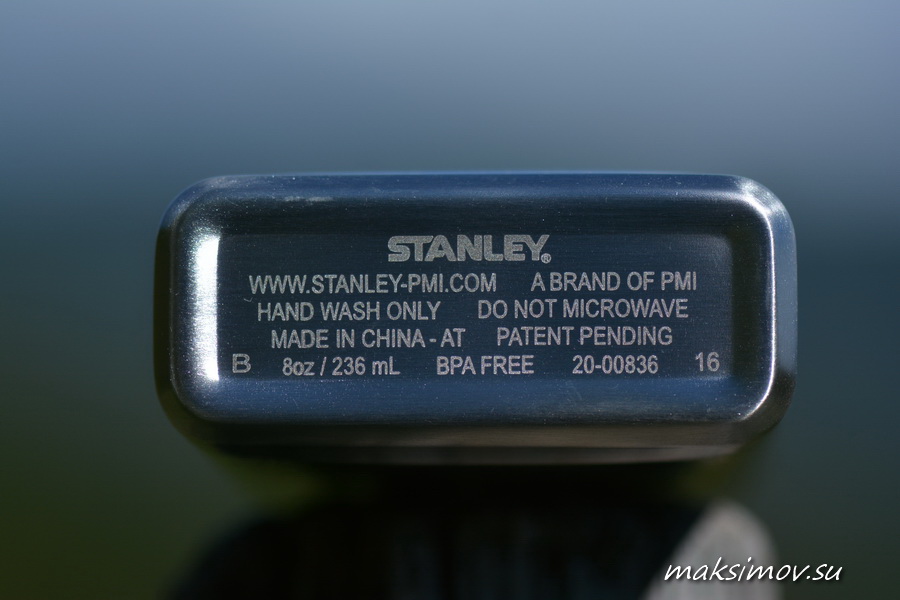 STANLEY®
WWW.STANLEY-PMI.COM A BRAND OF PMI
HAND WASH ONLY DO NOT MICROWAVE
MADE IN CHINA - AT PATENT PENDING
B 8oz / 236 mL BPA FREE 20-00836 16
maksimov.su